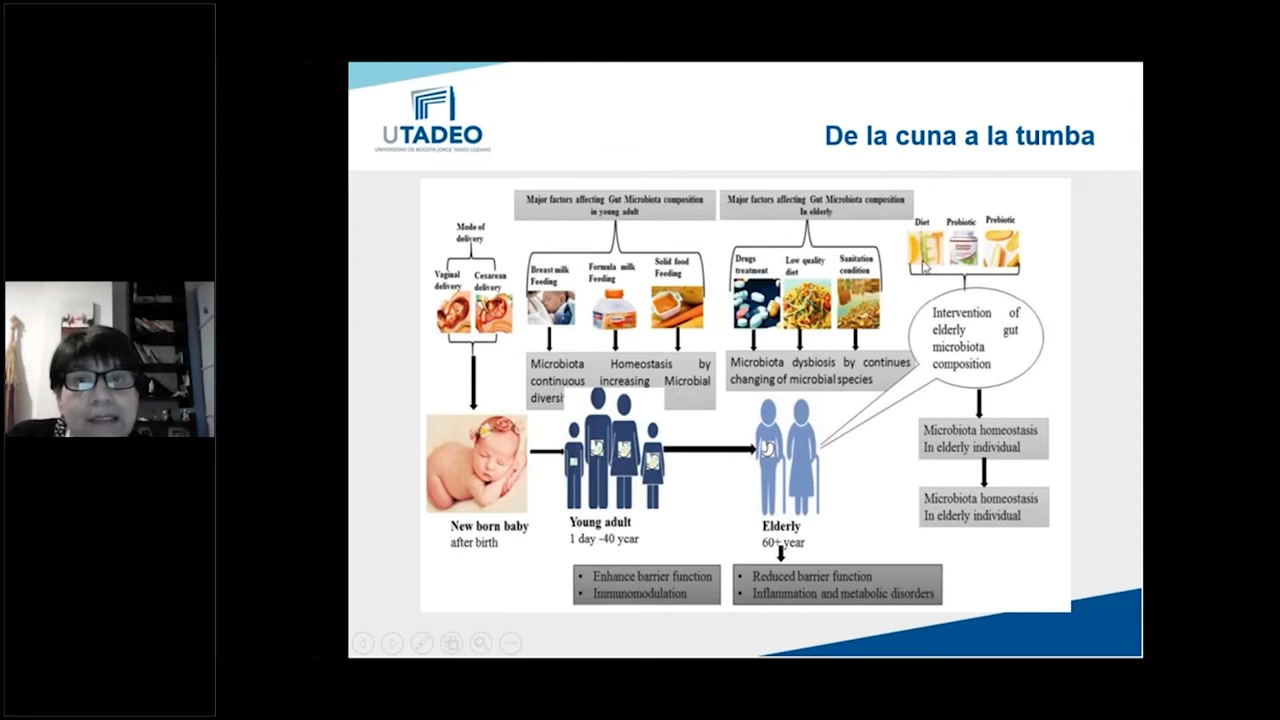 UTADEO
UNIVERSIDAD DE BOGOTÁ JORGE TADEO LOZANO
De la cuna a la tumba
Mode of
delivery
Vaginal
delivery
Cesarean
delivery
Major factors affecting Gut Microbiota composition
in young adult
Breast milk
Feeding
Formula milk
Feeding
Solid food
Feeding
Microbiota Homeostasis by
continuous increasing Microbial
diversi
Major factors affecting Gut Microbiota composition
In elderly
Drugs
treatment
Low quality
diet
Sanitation
condition
Microbiota dysbiosis by continues
changing of microbial species
Diet
Probiotic
Prebiotic
Intervention of
elderly gut
microbiota
composition
Microbiota homeostasis
In elderly individual
Microbiota homeostasis
In elderly individual
New born baby
after birth
Young adult
1 day -40 year
Elderly
60+ year
• Enhance barrier function
• Immunomodulation
• Reduced barrier function
• Inflammation and metabolic disorders